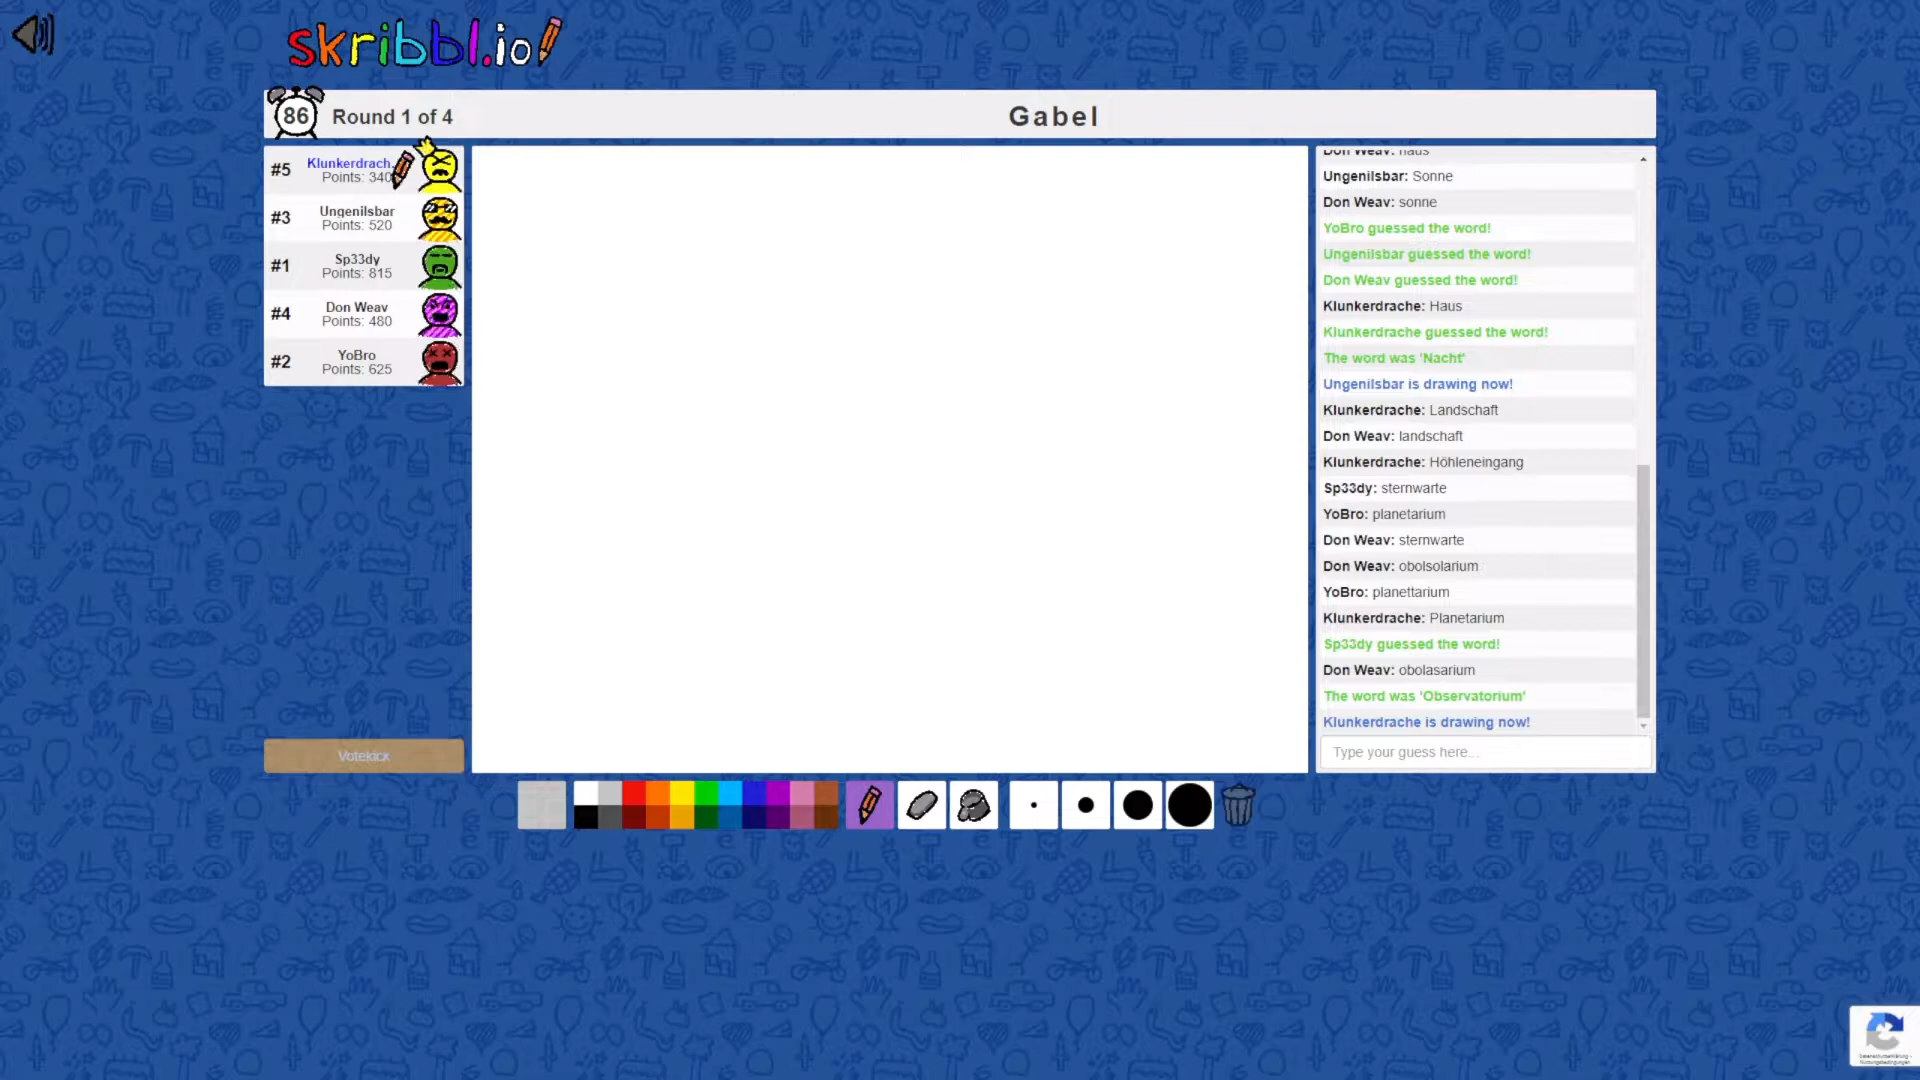 skribbl.io
86
Round 1 of 4
Gabel
#5
Klunkerdrach.
Points: 340
#3
Ungenilsbar
Points: 520
#1
Sp33dy
Points: 815
#4
Don Weav
Points: 480
#2
YoBro
Points: 625
Votekick
Don Weav: haus
Ungenilsbar: Sonne
Don Weav: sonne
YoBro guessed the word!
Ungenilsbar guessed the word!
Don Weav guessed the word!
Klunkerdrache: Haus
Klunkerdrache guessed the word!
The word was 'Nacht'
Ungenilsbar is drawing now!
Klunkerdrache: Landschaft
Don Weav: landschaft
Klunkerdrache: Höhleneingang
Sp33dy: sternwarte
YoBro: planetarium
Don Weav: sternwarte
Don Weav: obolsolarium
YoBro: planettarium
Klunkerdrache: Planetarium
Sp33dy guessed the word!
Don Weav: obolasarium
The word was 'Observatorium'
Klunkerdrache is drawing now!
Type your guess here...
Datenschutzerklärung -
Nutzungsbedingungen